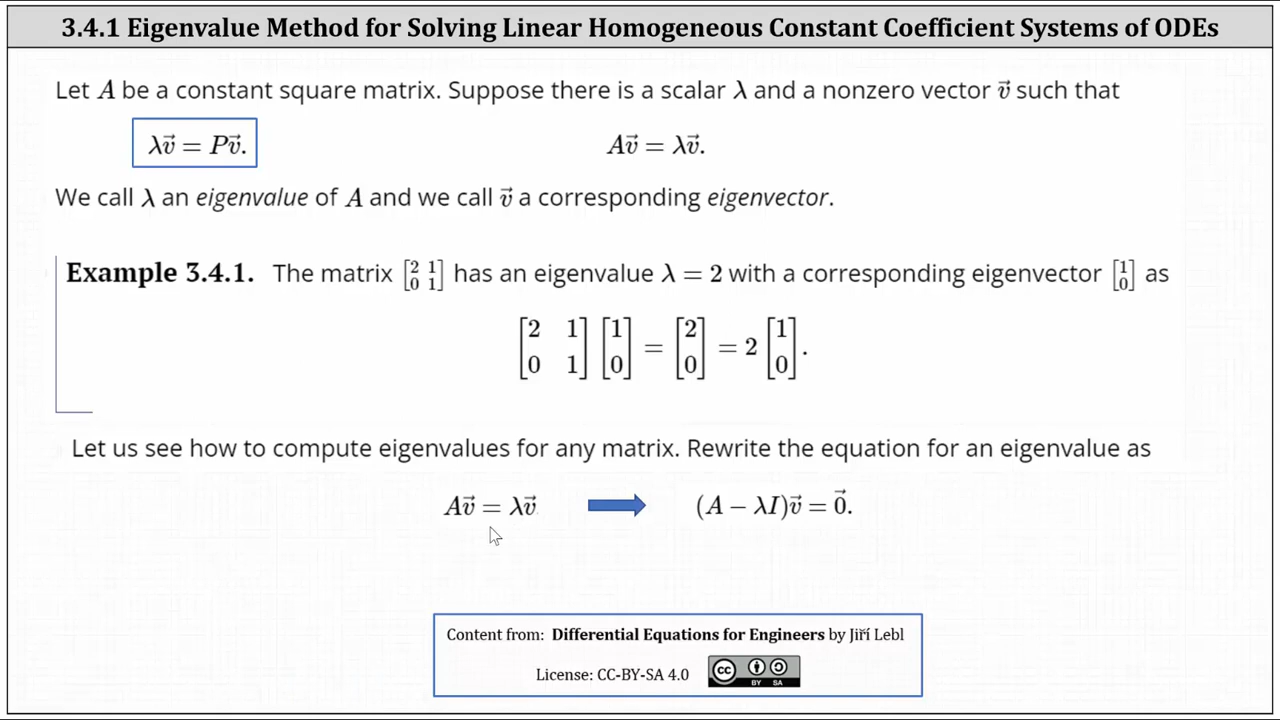 3.4.1 Eigenvalue Method for Solving Linear Homogeneous Constant Coefficient Systems of ODEs
Let A be a constant square matrix. Suppose there is a scalar λ and a nonzero vector v⃗ such that
λv⃗ = Pv⃗. Av⃗ = λv⃗.
We call λ an eigenvalue of A and we call v⃗ a corresponding eigenvector.
Example 3.4.1. The matrix [2 1; 0 1] has an eigenvalue λ = 2 with a corresponding eigenvector [1; 0] as
[2 1; 0 1] [1; 0] = [2; 0] = 2 [1; 0].
Let us see how to compute eigenvalues for any matrix. Rewrite the equation for an eigenvalue as
Av⃗ = λv⃗ (A − λI)v⃗ = 0⃗.
Content from: Differential Equations for Engineers by Jiří Lebl
License: CC-BY-SA 4.0
cc BY SA